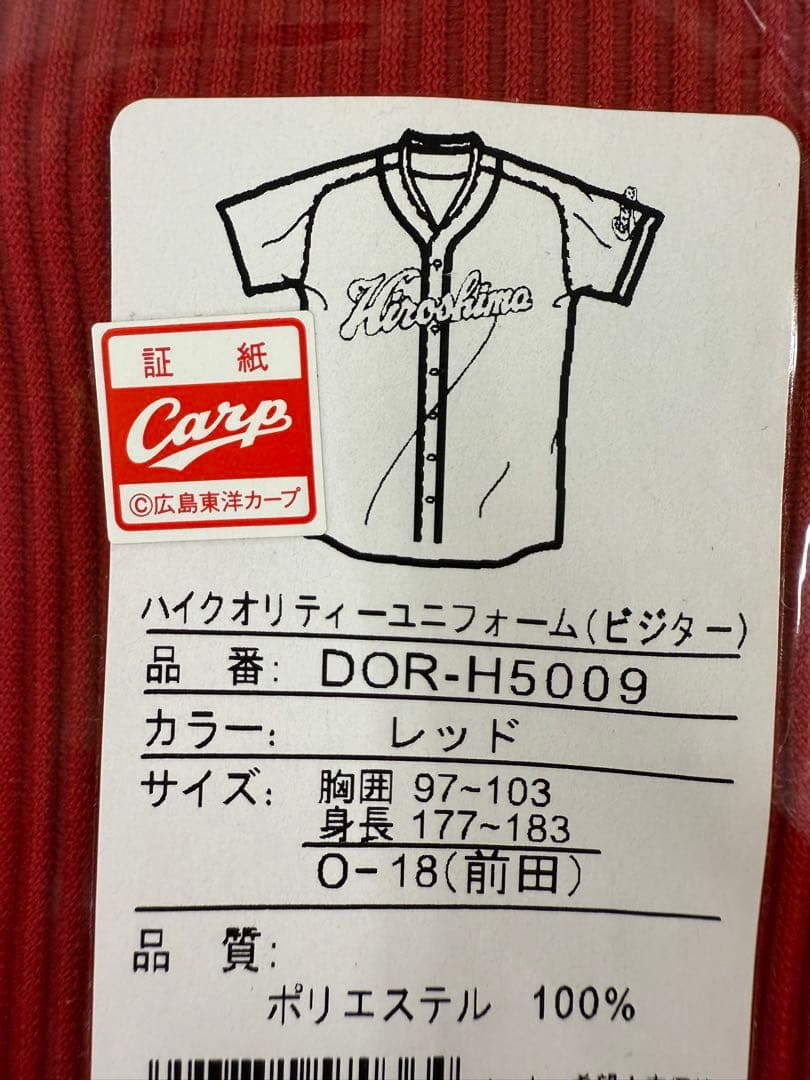 Hiroshima
証 紙
Carp
©広島東洋カープ
ハイクオリティーユニフォーム(ビジター)
品 番: DOR-H5009
カラー: レッド
サイズ: 胸囲 97~103
身長 177~183
O-18(前田)
品 質:
ポリエステル 100%